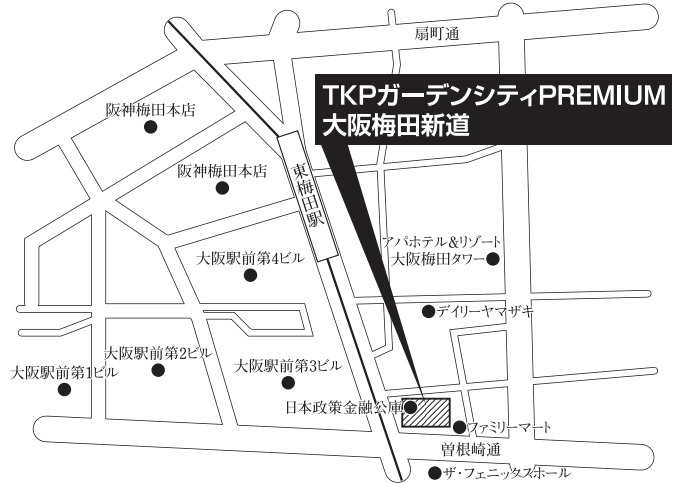 扇町通
TKPガーデンシティPREMIUM
大阪梅田新道
阪神梅田本店
阪神梅田本店
東梅田駅
アパホテル&リゾート
大阪梅田タワー
大阪駅前第4ビル
デイリーヤマザキ
大阪駅前第2ビル
大阪駅前第1ビル
大阪駅前第3ビル
日本政策金融公庫
ファミリーマート
曽根崎通
ザ・フェニックスホール